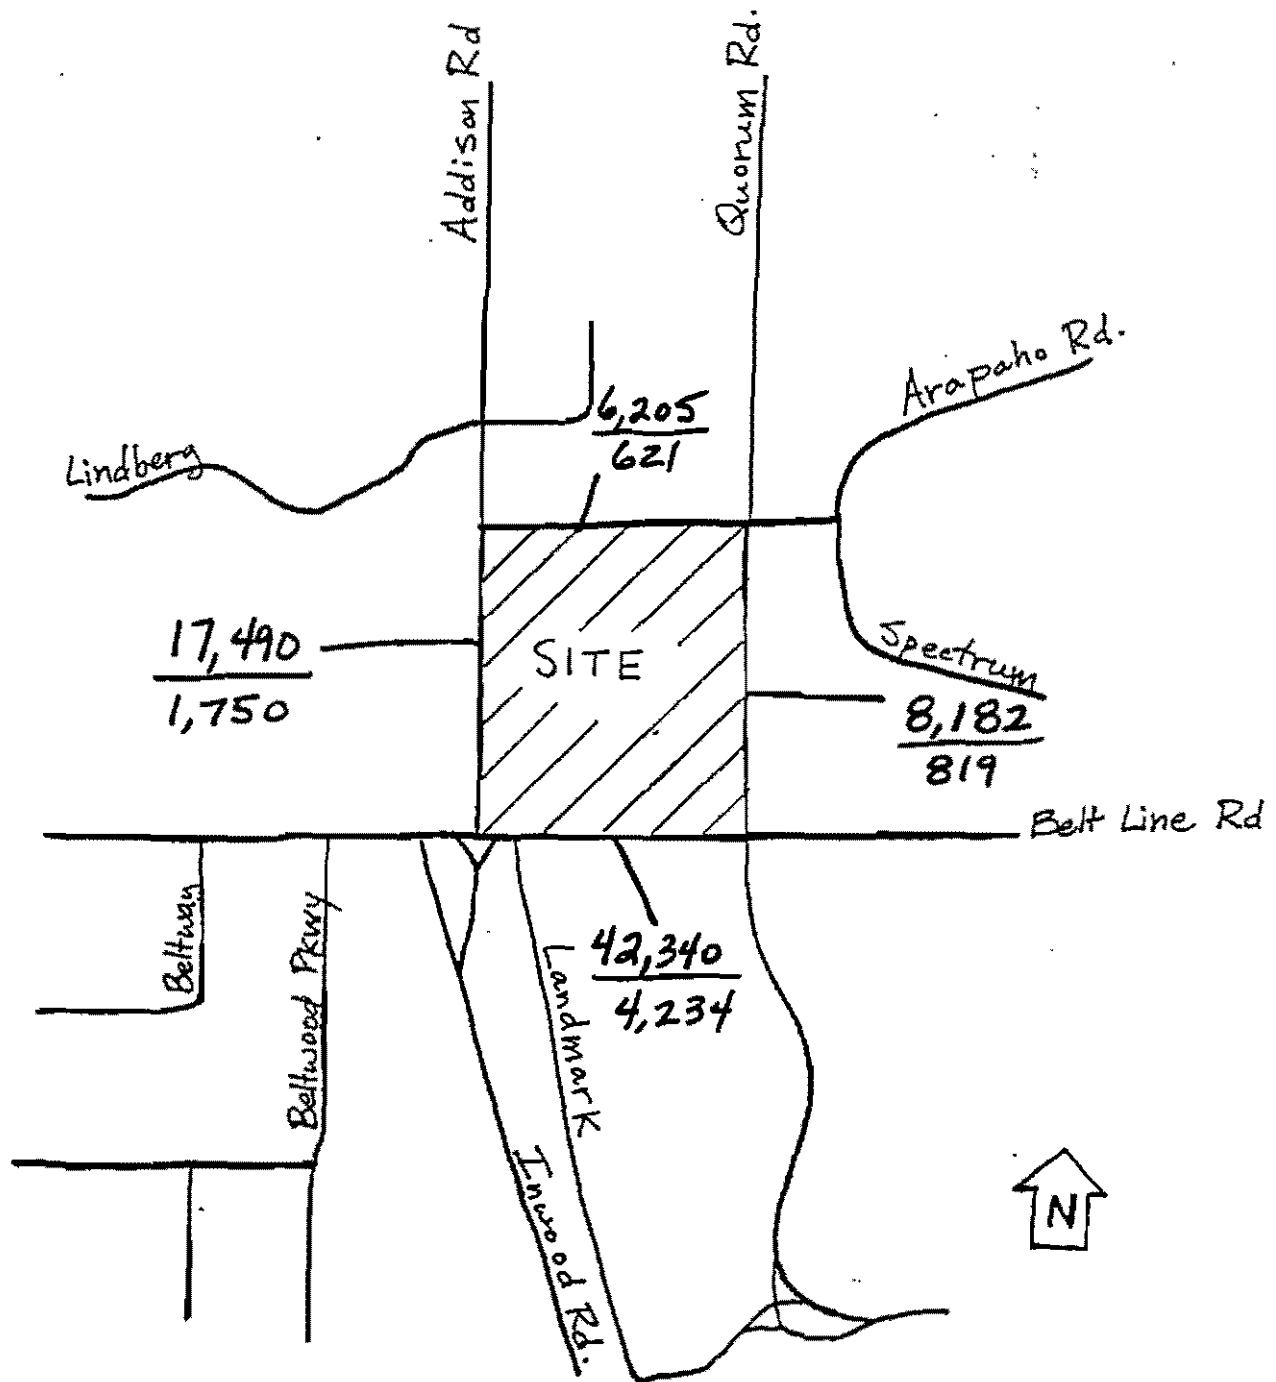 Addison Rd
Quorum Rd.
Arapaho Rd.
6,205
621
Lindberg
17,490
1,750
SITE
Spectrum
8,182
819
Belt Line Rd
Beltway
Beltwood Pkwy
Landmark
42,340
4,234
Inwood Rd.
N